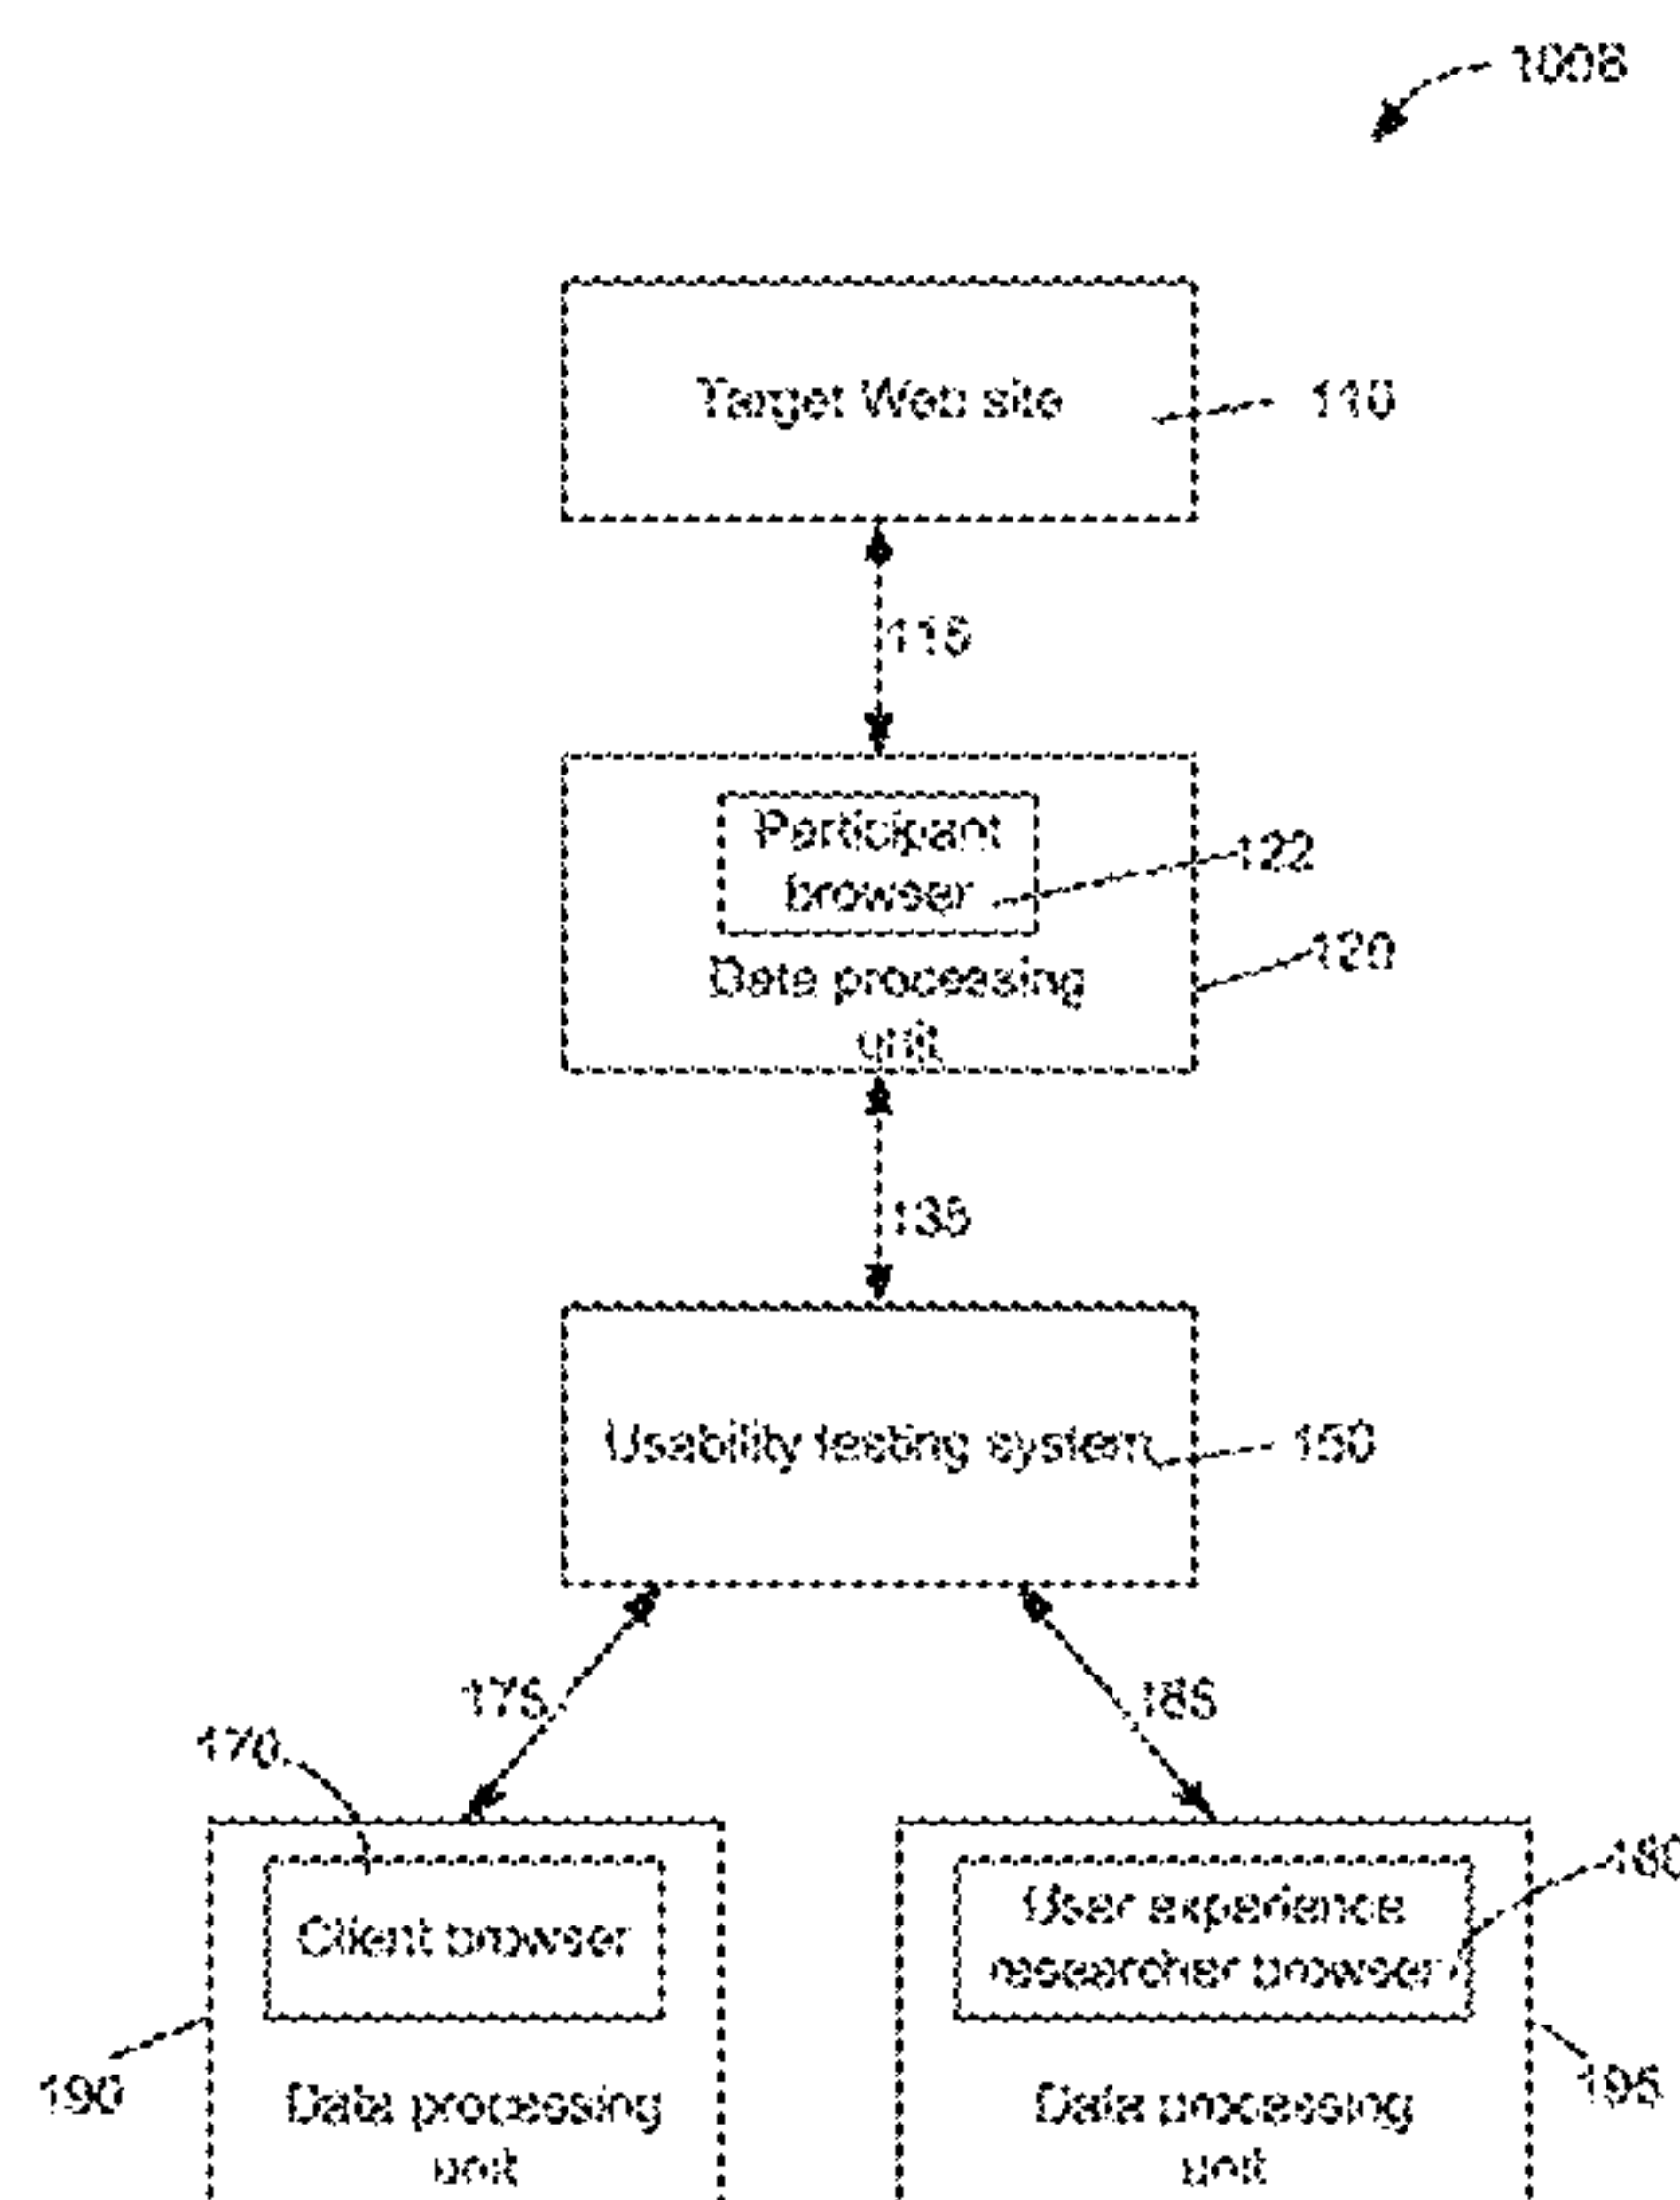 100B
Target Web site
110
115
Participant
browser
122
Data processing
unit
120
135
Usability testing system
150
175
185
170
180
Client browser
User experience
researcher browser
190
195
Data processing
unit
Data processing
unit